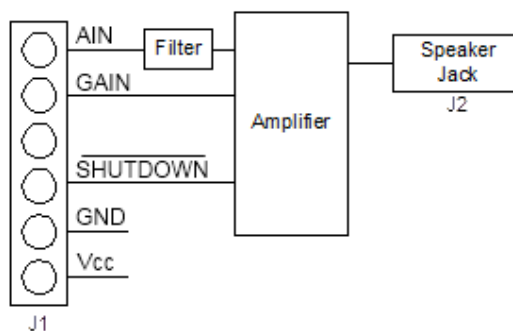 AIN
Filter
GAIN
Amplifier
Speaker
Jack
J2
SHUTDOWN
GND
Vcc
J1